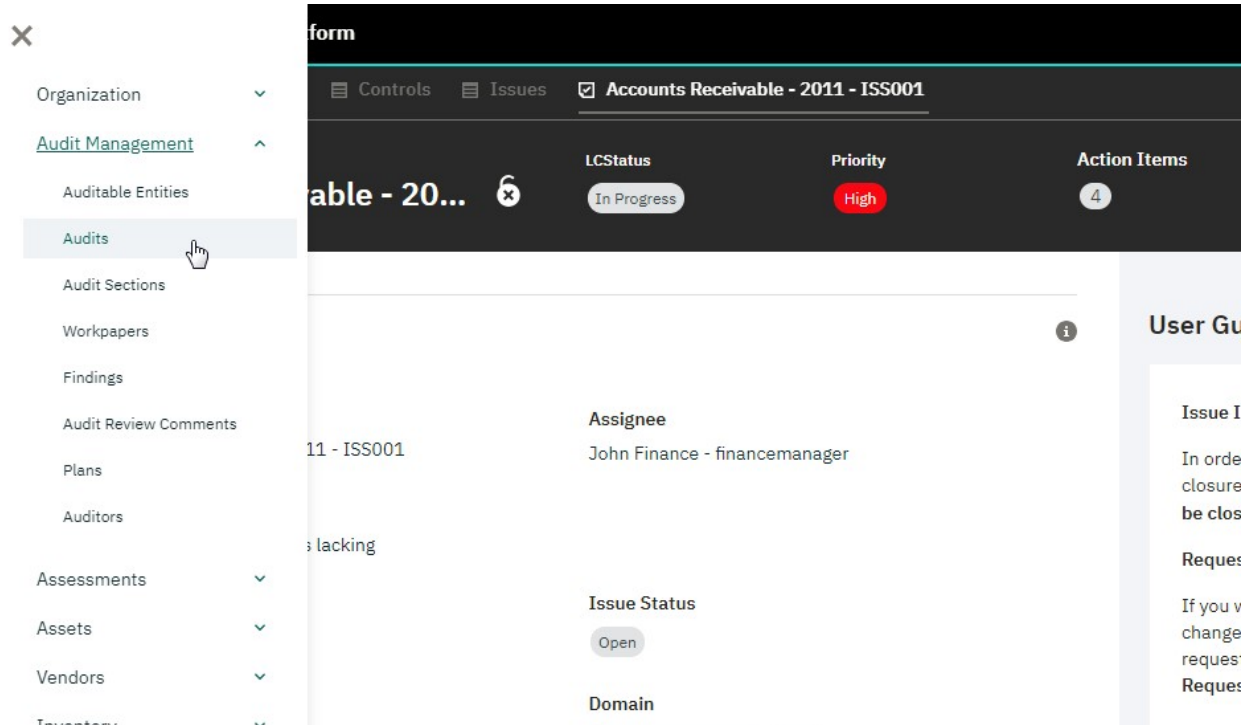 form
Organization
Controls
Issues
Accounts Receivable - 2011 - ISS001
Audit Management
LCStatus
Priority
Action Items
Auditable Entities
able - 20...
In Progress
High
4
Audits
Audit Sections
Workpapers
User Gu
Findings
Audit Review Comments
Assignee
Issue I
11 - ISS001
John Finance - financemanager
In orde
Plans
closure
be clos
Auditors
lacking
Reques
Assessments
Issue Status
If you
Assets
Open
change
reques
Vendors
Reques
Domain
Inventory